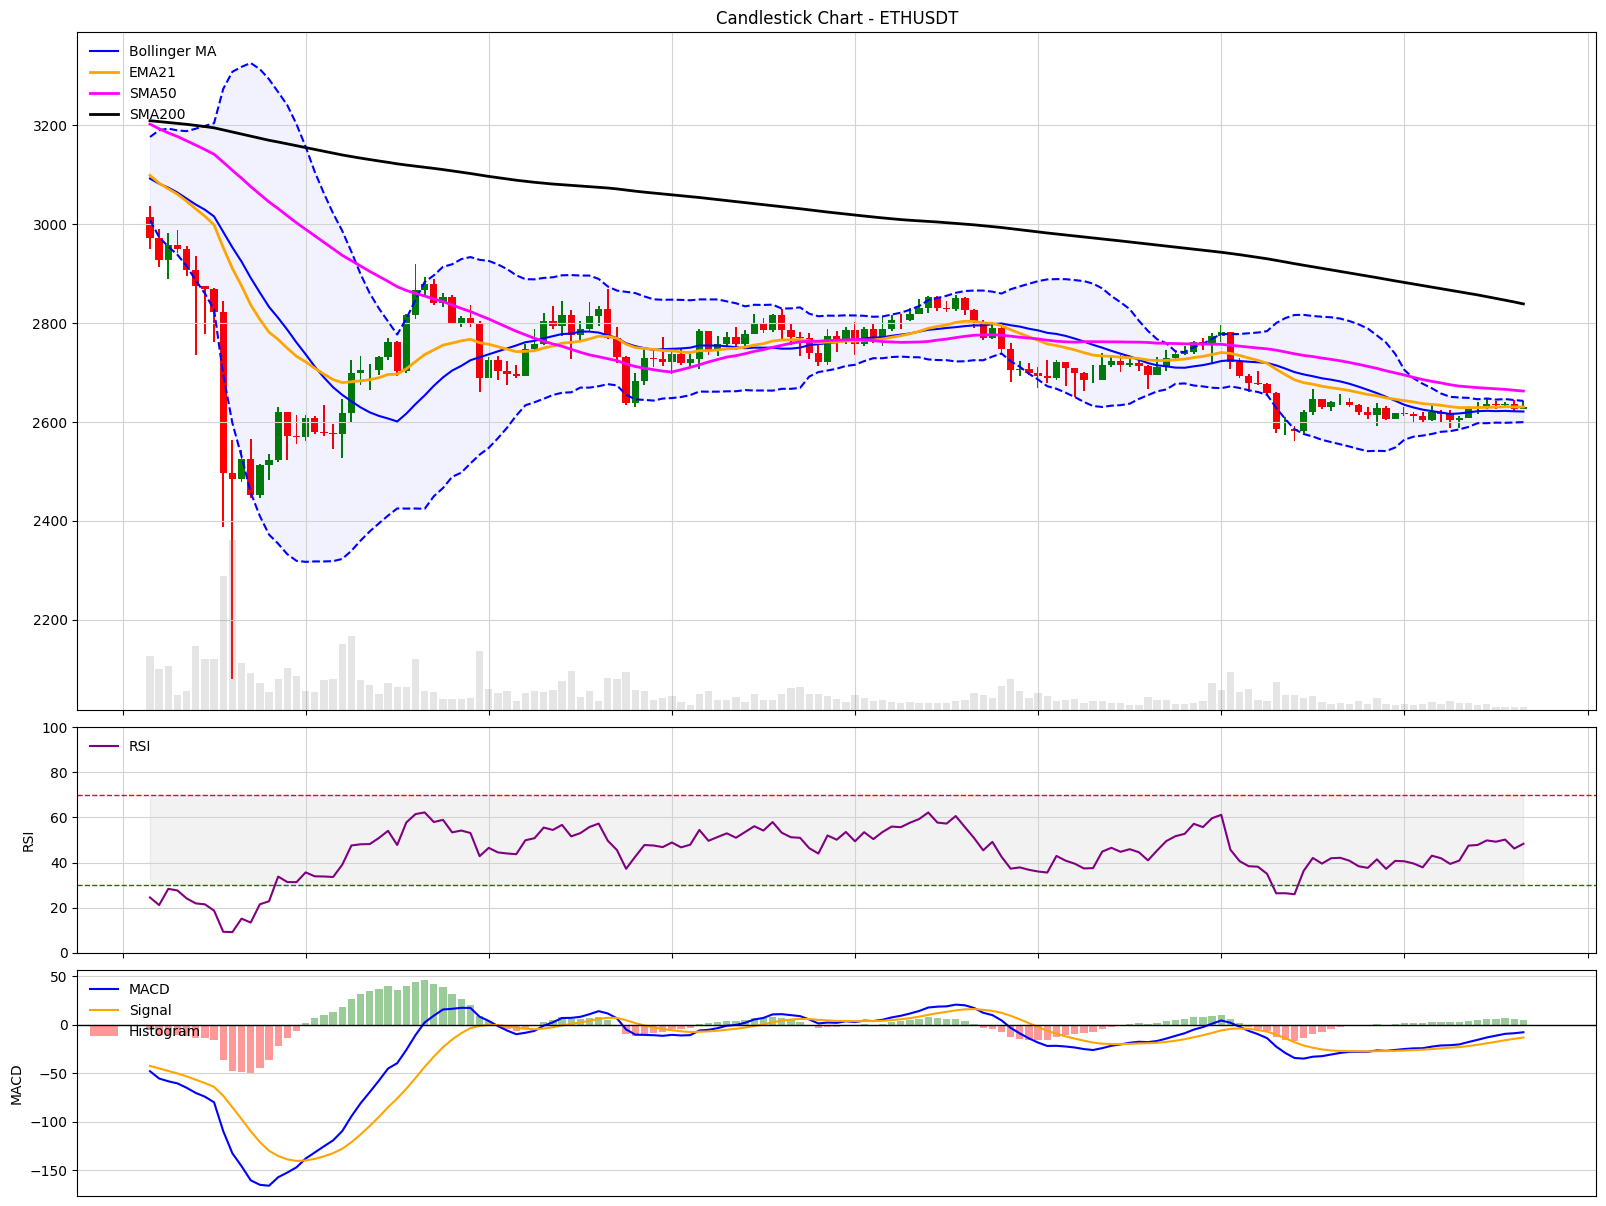 Candlestick Chart - ETHUSDT
Bollinger MA
EMA21
SMA50
SMA200
3200
3000
2800
2600
2400
2200
100
80
60
40
20
0
RSI
RSI
50
0
−50
−100
−150
MACD
MACD
Signal
Histogram